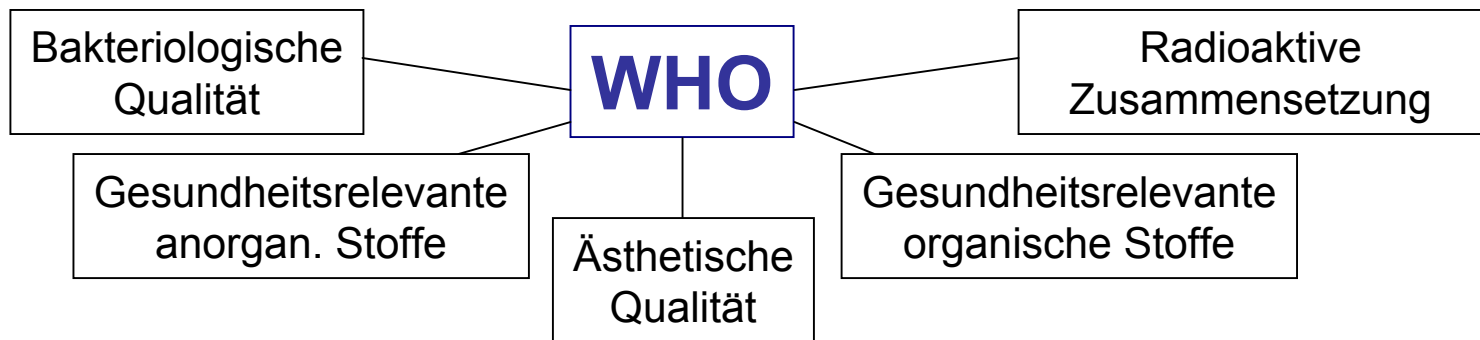 Bakteriologische
Qualität
WHO
Radioaktive
Zusammensetzung
Gesundheitsrelevante
anorgan. Stoffe
Ästhetische
Qualität
Gesundheitsrelevante
organische Stoffe